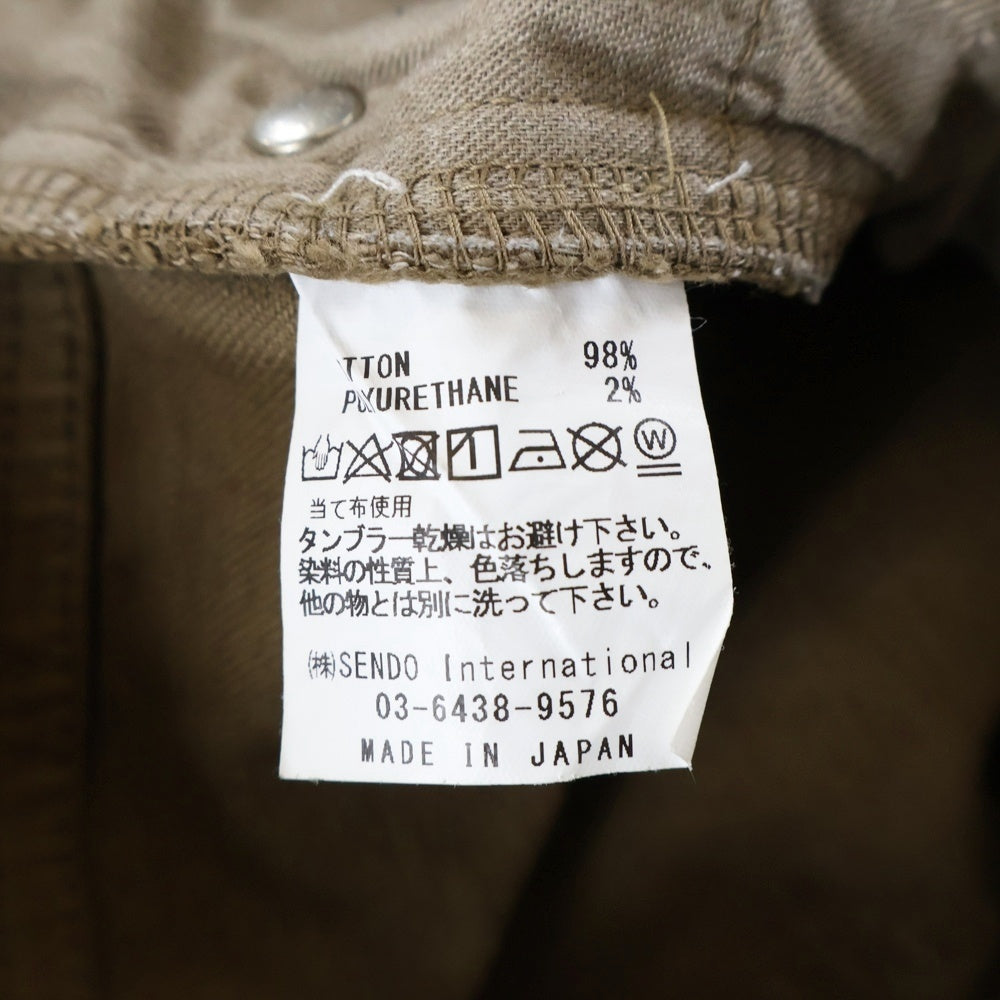 TTON 98%
POLYURETHANE 2%
W
当て布使用
タンブラー乾燥はお避け下さい。
染料の性質上、色落ちしますので、
他の物とは別に洗って下さい。
㈱SENDO International
03-6438-9576
MADE IN JAPAN